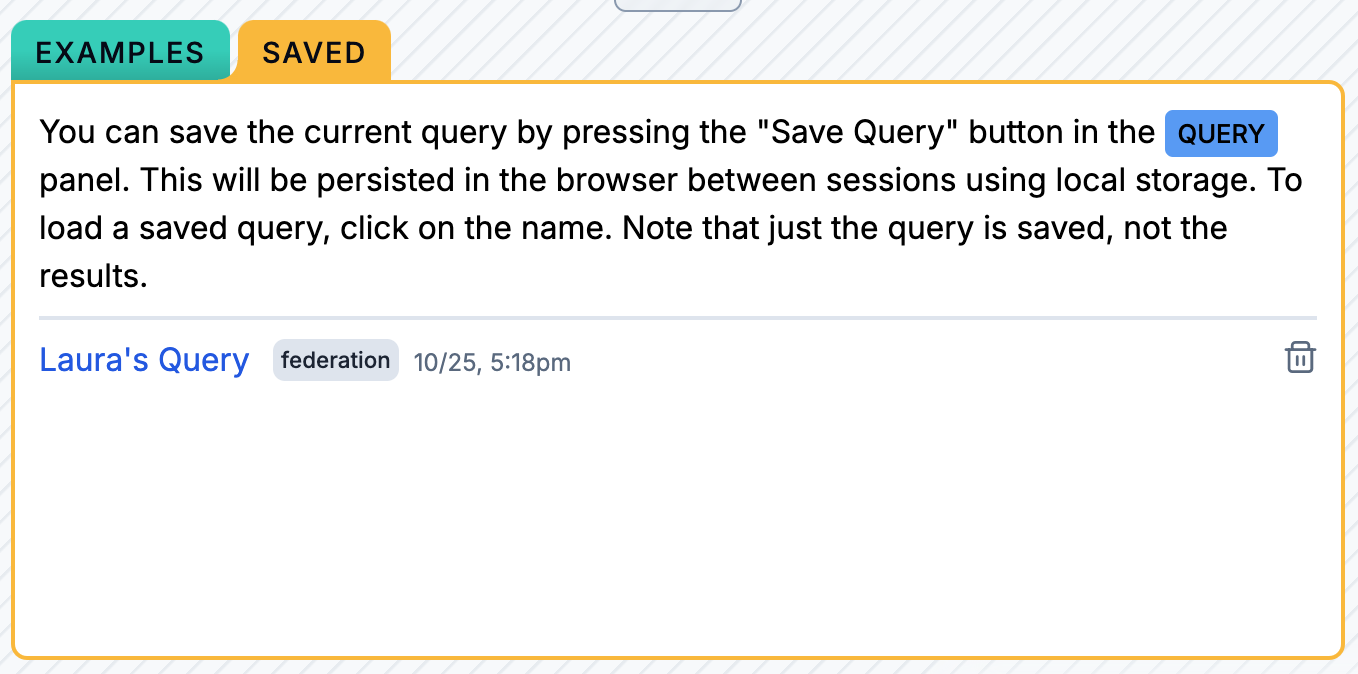 EXAMPLES SAVED
You can save the current query by pressing the "Save Query" button in the QUERY
panel. This will be persisted in the browser between sessions using local storage. To
load a saved query, click on the name. Note that just the query is saved, not the
results.
Laura's Query federation 10/25, 5:18pm